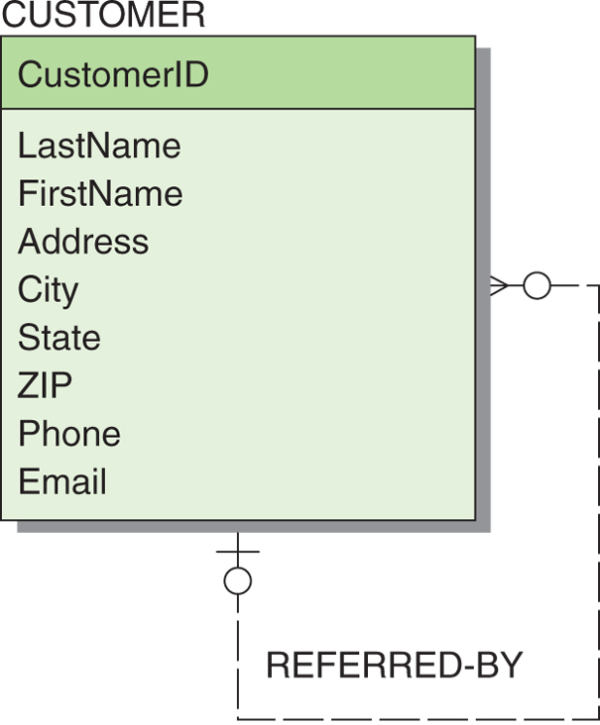 CUSTOMER
CustomerID
LastName
FirstName
Address
City
State
ZIP
Phone
Email
REFERRED-BY